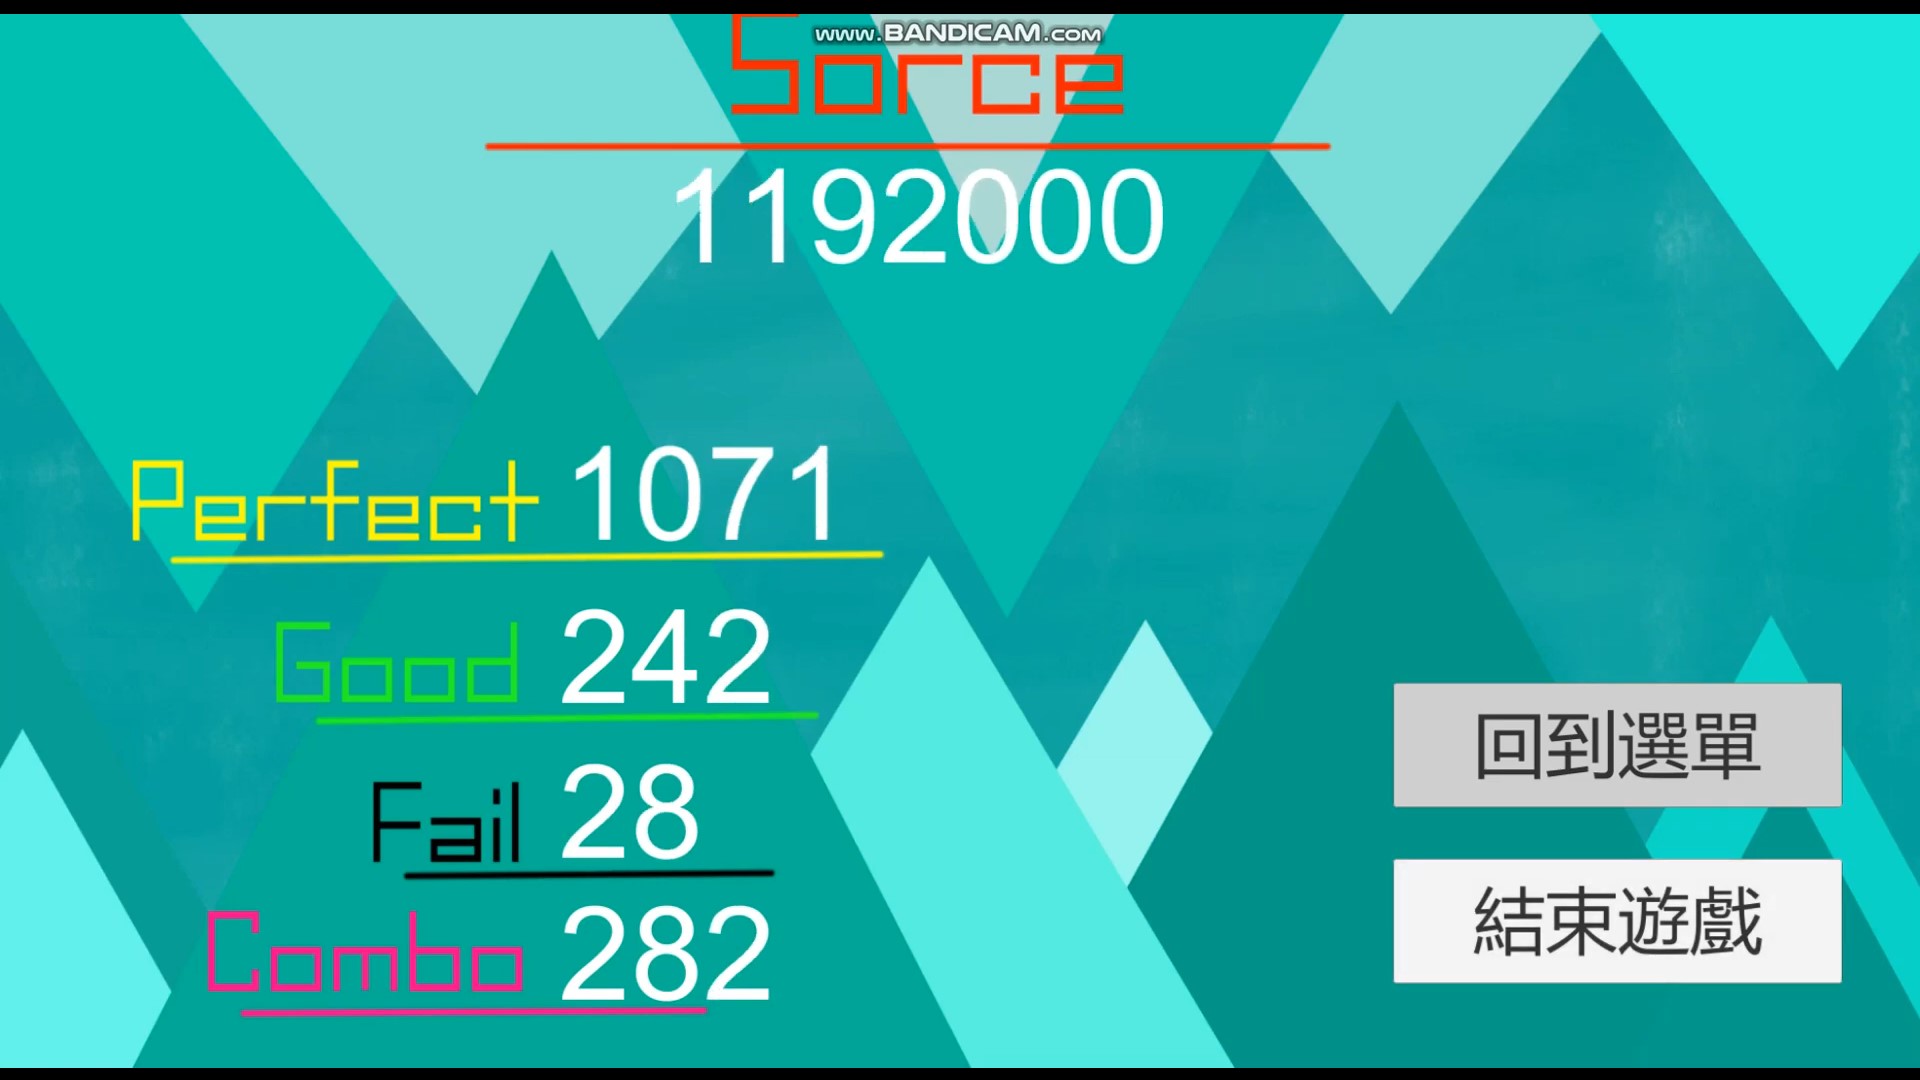 www.BANDICAM.com
Sorce
1192000
Perfect 1071
Good 242
Fail 28
Combo 282
回到選單
結束遊戲